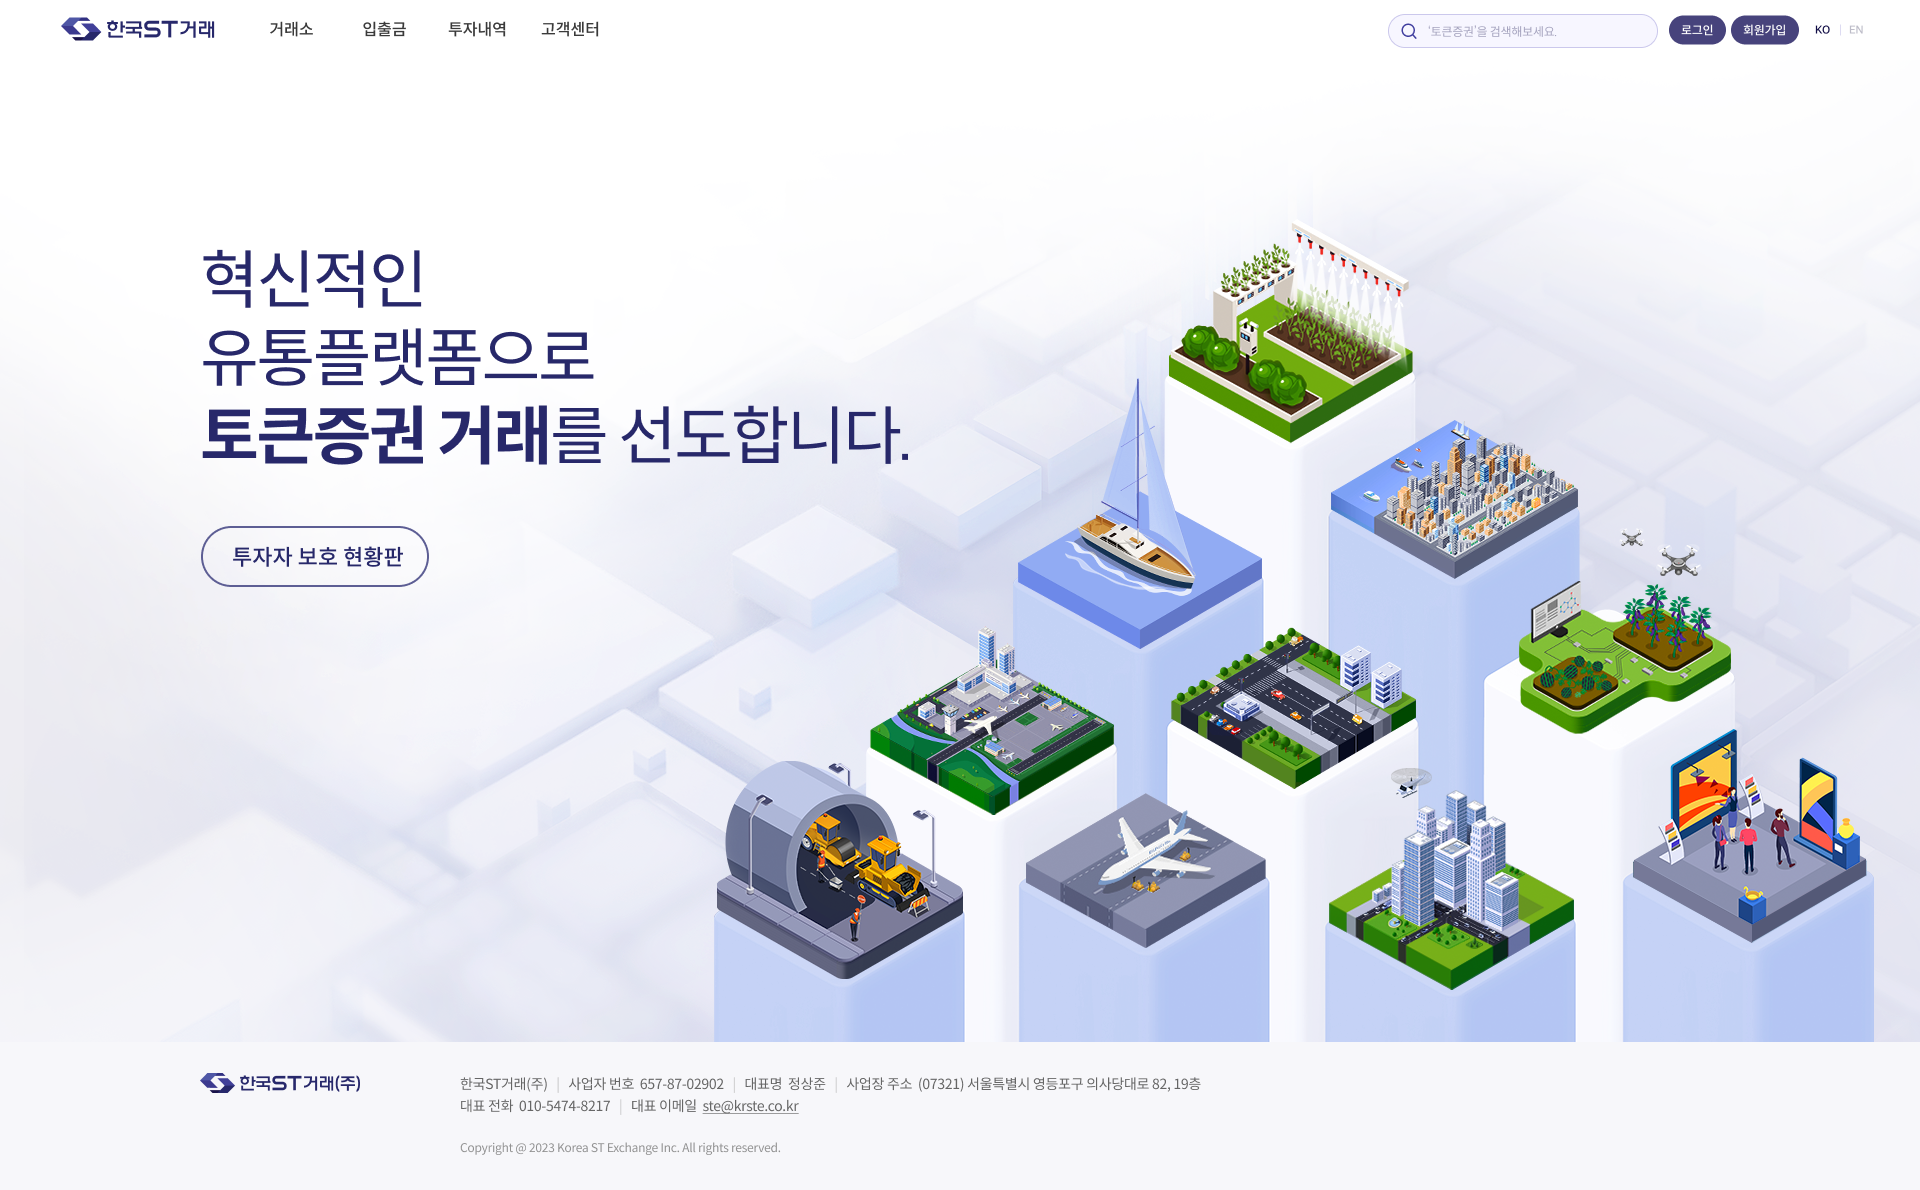 한국ST거래
거래소
입출금
투자내역
고객센터
'토큰증권'을 검색해보세요.
로그인
회원가입
KO | EN
혁신적인
유통플랫폼으로
토큰증권 거래를 선도합니다.
투자자 보호 현황판
한국ST거래(주)
한국ST거래(주) | 사업자 번호 657-87-02902 | 대표명 정상준 | 사업장 주소 (07321) 서울특별시 영등포구 의사당대로 82, 19층
대표 전화 010-5474-8217 | 대표 이메일 ste@krste.co.kr
Copyright @ 2023 Korea ST Exchange Inc. All rights reserved.